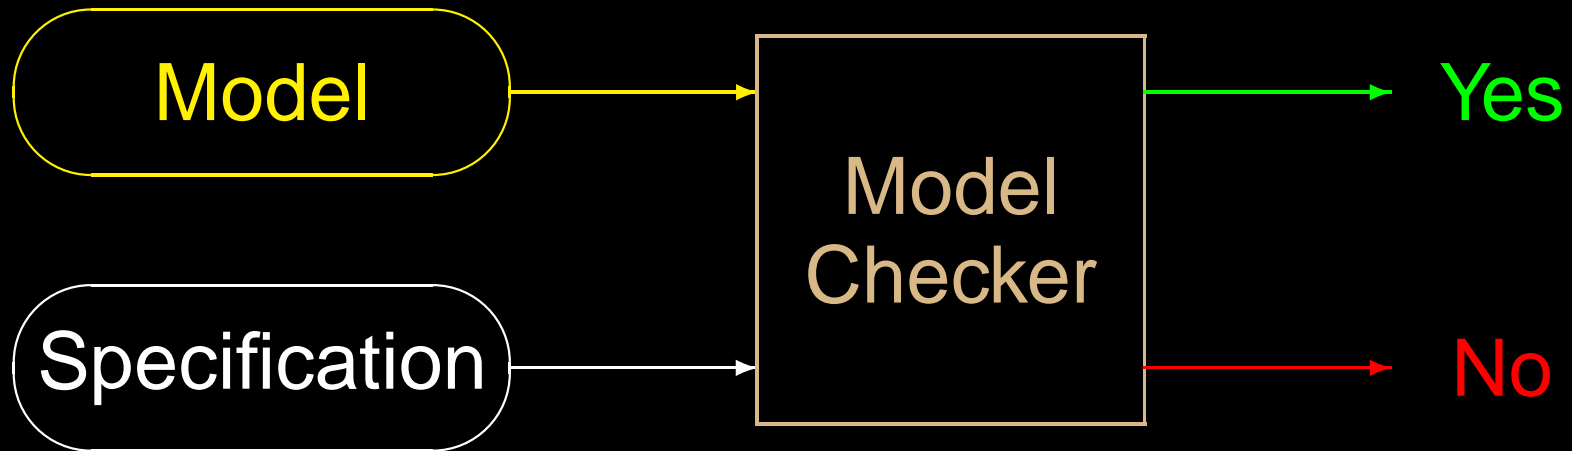 Model
Specification
Model
Checker
Yes
No